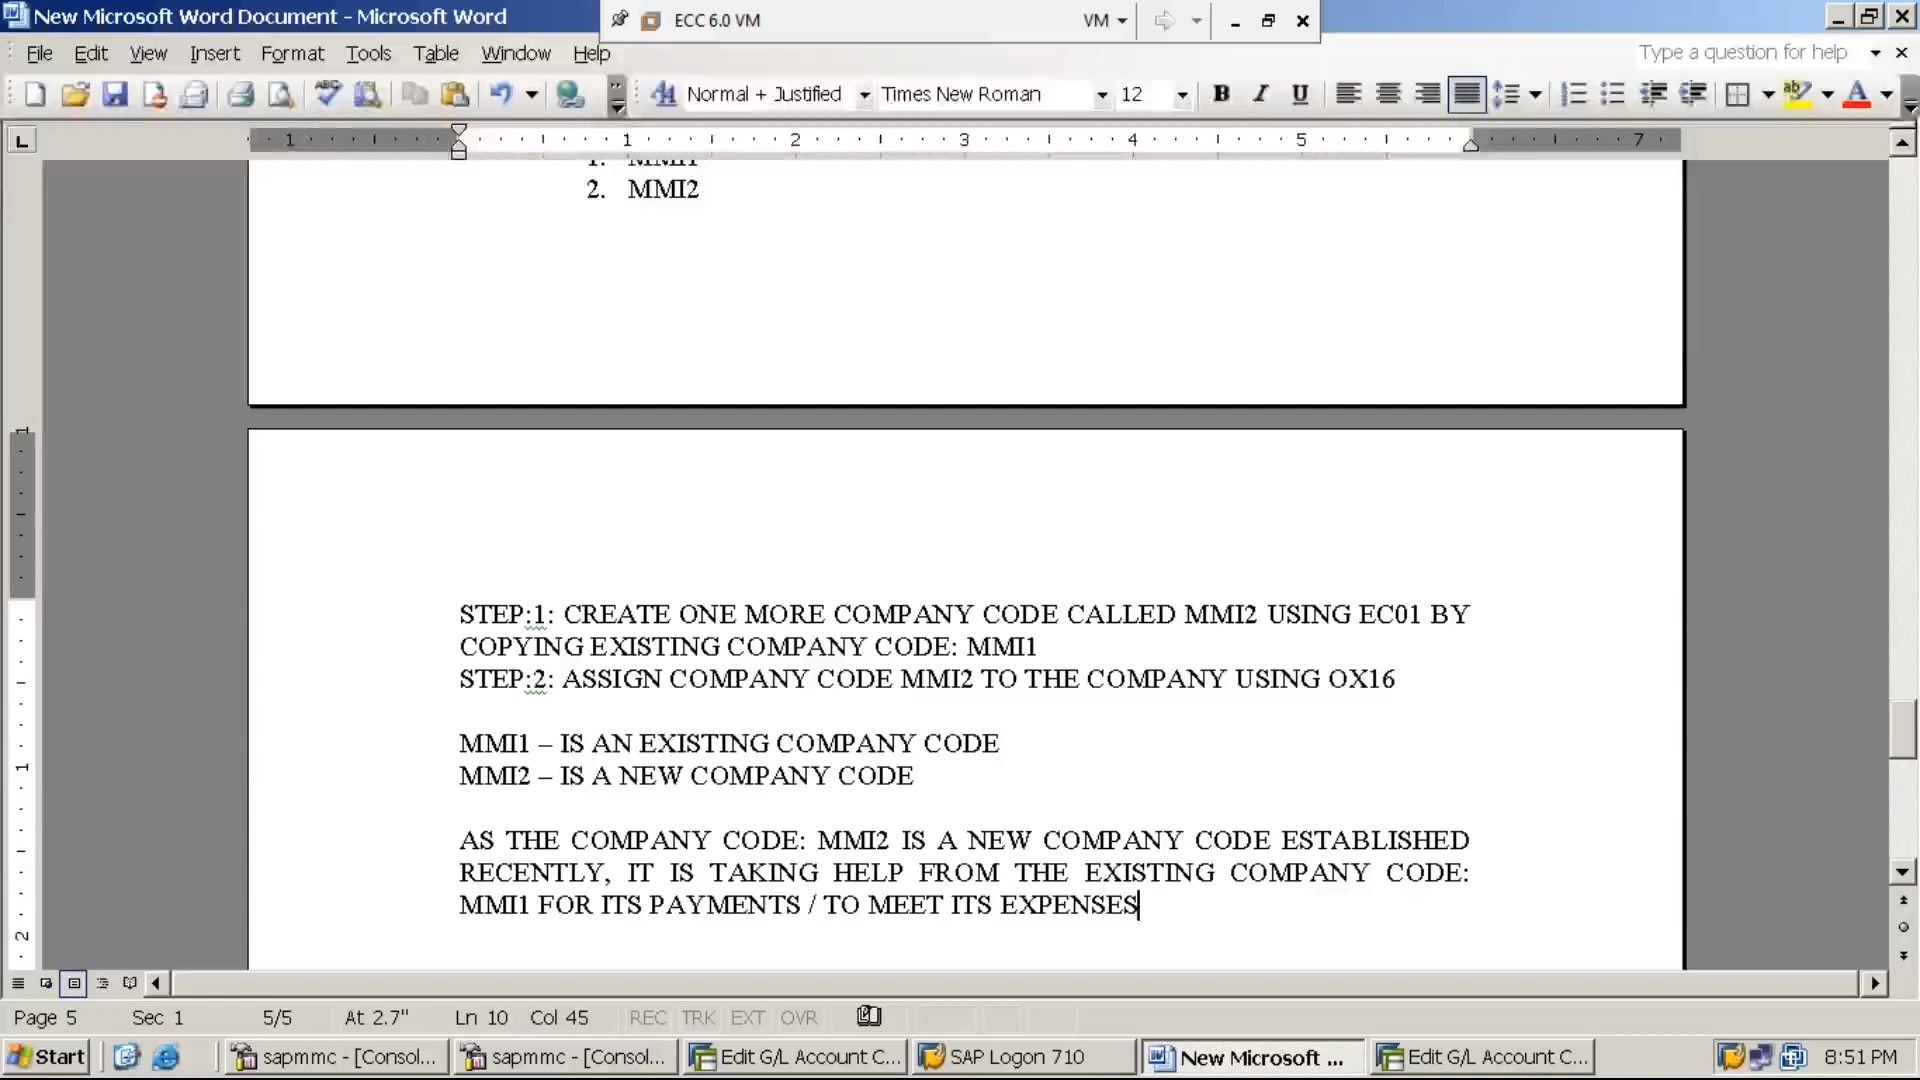 New Microsoft Word Document - Microsoft Word
ECC 6.0 VM
VM
File Edit View Insert Format Tools Table Window Help
Type a question for help
Normal + Justified Times New Roman 12 B I U
L 1 1 2 3 4 5 7
2. MMI2
STEP:1: CREATE ONE MORE COMPANY CODE CALLED MMI2 USING EC01 BY
COPYING EXISTING COMPANY CODE: MMI1
STEP:2: ASSIGN COMPANY CODE MMI2 TO THE COMPANY USING OX16
MMI1 – IS AN EXISTING COMPANY CODE
MMI2 – IS A NEW COMPANY CODE
AS THE COMPANY CODE: MMI2 IS A NEW COMPANY CODE ESTABLISHED
RECENTLY, IT IS TAKING HELP FROM THE EXISTING COMPANY CODE:
MMI1 FOR ITS PAYMENTS / TO MEET ITS EXPENSES
Page 5 Sec 1 5/5 At 2.7" Ln 10 Col 45 REC TRK EXT OVR
Start sapmmc - [Consol... sapmmc - [Consol... Edit G/L Account C... SAP Logon 710 New Microsoft ... Edit G/L Account C... 8:51 PM